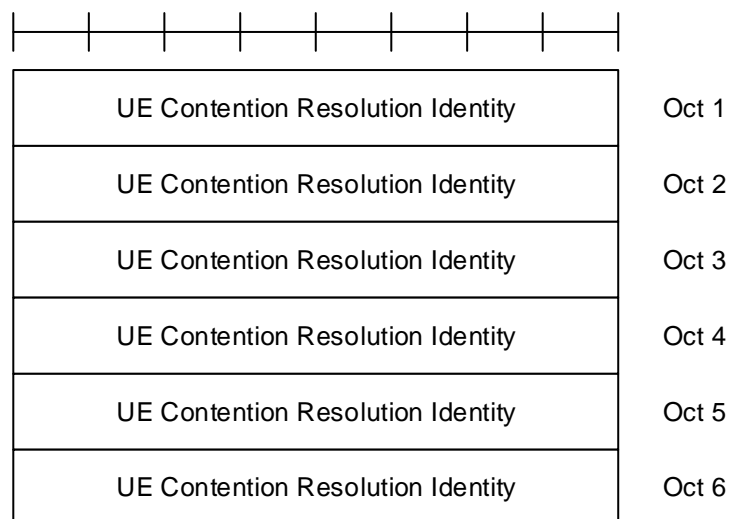 UE Contention Resolution Identity Oct 1
UE Contention Resolution Identity Oct 2
UE Contention Resolution Identity Oct 3
UE Contention Resolution Identity Oct 4
UE Contention Resolution Identity Oct 5
UE Contention Resolution Identity Oct 6